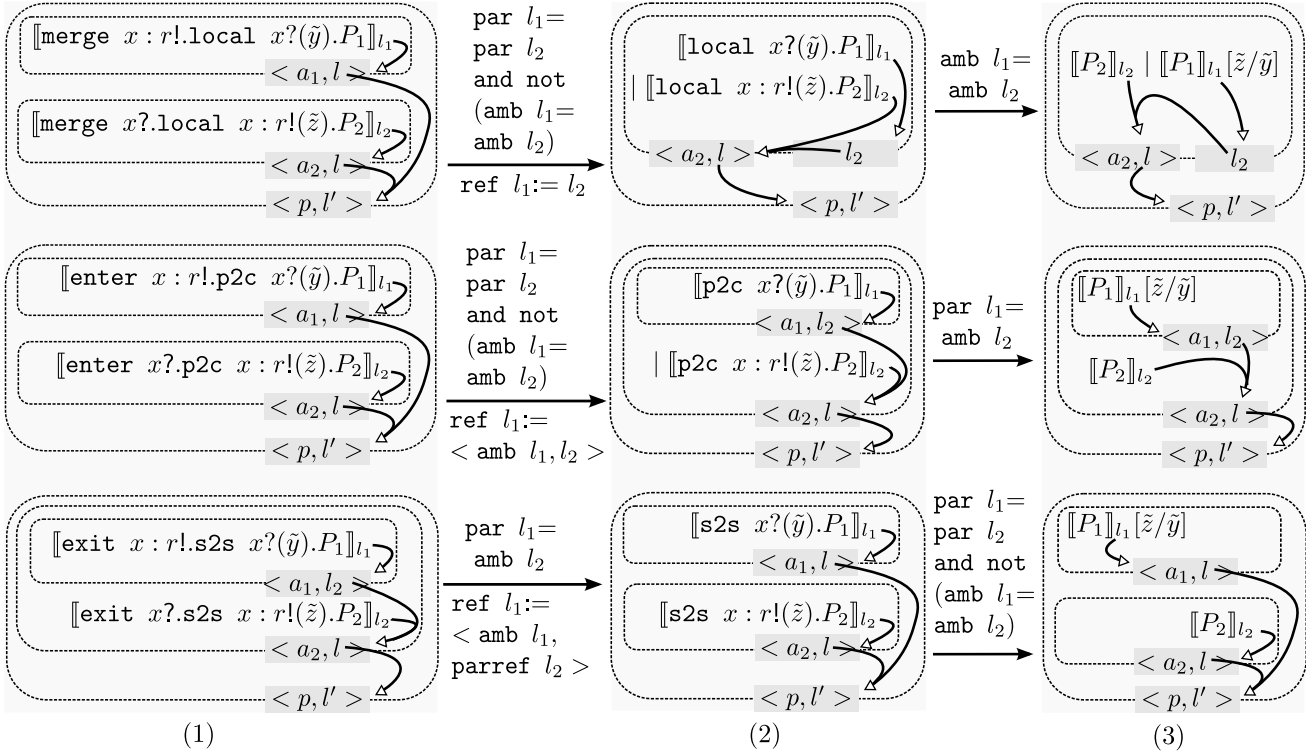 ⟦merge x : r!.local x?(ỹ).P₁⟧l₁
< a₁, l >
⟦merge x?.local x : r!(z̃).P₂⟧l₂
< a₂, l >
< p, l′ >
par l₁=
par l₂
and not
(amb l₁=
amb l₂)
ref l₁:= l₂
⟦local x?(ỹ).P₁⟧l₁
| ⟦local x : r!(z̃).P₂⟧l₂
< a₂, l > l₂
< p, l′ >
amb l₁=
amb l₂
⟦P₂⟧l₂ | ⟦P₁⟧l₁[z̃/ỹ]
< a₂, l > l₂
< p, l′ >
⟦enter x : r!.p2c x?(ỹ).P₁⟧l₁
< a₁, l >
⟦enter x?.p2c x : r!(z̃).P₂⟧l₂
< a₂, l >
< p, l′ >
par l₁=
par l₂
and not
(amb l₁=
amb l₂)
ref l₁:=
< amb l₁, l₂ >
⟦p2c x?(ỹ).P₁⟧l₁
< a₁, l₂ >
| ⟦p2c x : r!(z̃).P₂⟧l₂
< a₂, l >
< p, l′ >
par l₁=
amb l₂
⟦P₁⟧l₁[z̃/ỹ]
< a₁, l₂ >
⟦P₂⟧l₂
< a₂, l >
< p, l′ >
⟦exit x : r!.s2s x?(ỹ).P₁⟧l₁
< a₁, l₂ >
⟦exit x?.s2s x : r!(z̃).P₂⟧l₂
< a₂, l >
< p, l′ >
par l₁=
amb l₂
ref l₁:=
< amb l₁,
parref l₂ >
⟦s2s x?(ỹ).P₁⟧l₁
< a₁, l >
⟦s2s x : r!(z̃).P₂⟧l₂
< a₂, l >
< p, l′ >
par l₁=
par l₂
and not
(amb l₁=
amb l₂)
⟦P₁⟧l₁[z̃/ỹ]
< a₁, l >
⟦P₂⟧l₂
< a₂, l >
< p, l′ >
(1) (2) (3)